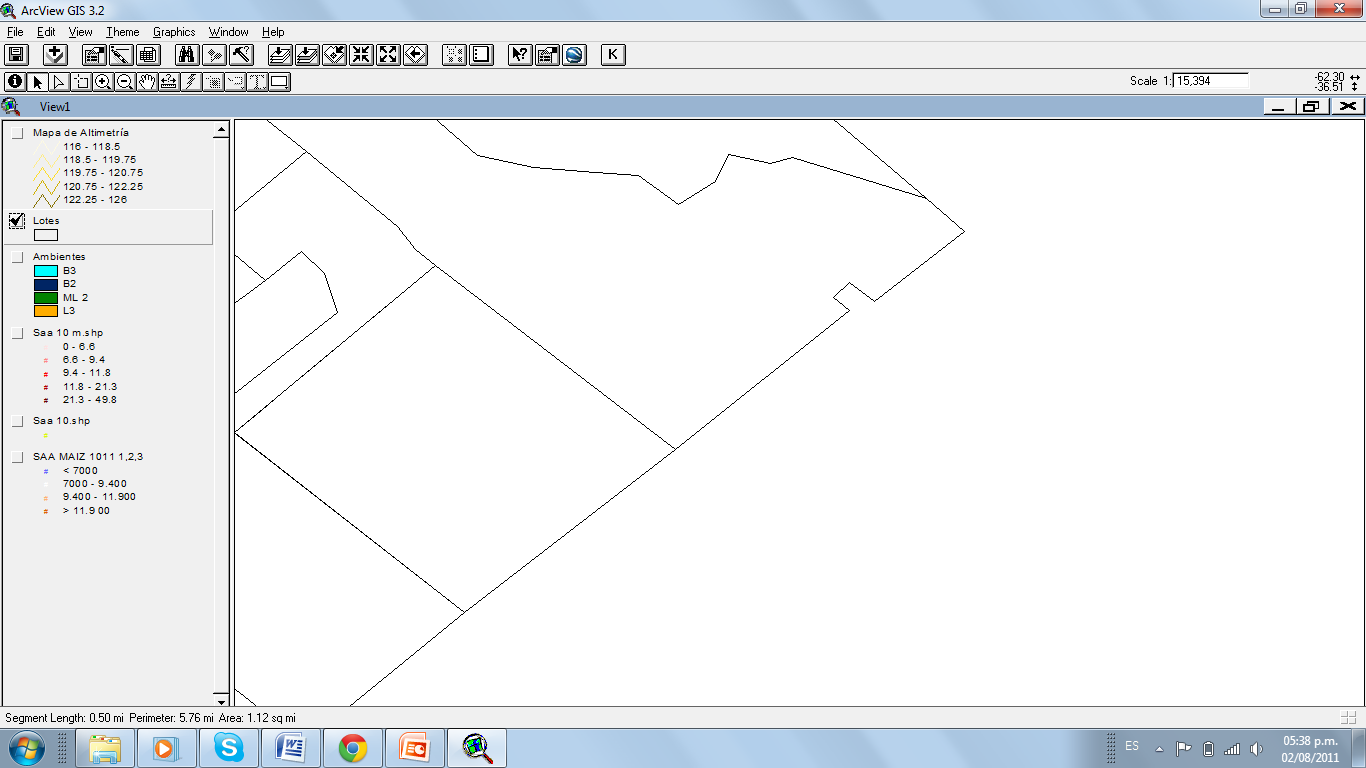 ArcView GIS 3.2
File Edit View Theme Graphics Window Help
K
Scale 1: 15,394
-62.30
-36.51
View1
Mapa de Altimetría
116 - 118.5
118.5 - 119.75
119.75 - 120.75
120.75 - 122.25
122.25 - 126
Lotes
Ambientes
B3
B2
ML 2
L3
Saa 10 m.shp
0 - 6.6
6.6 - 9.4
9.4 - 11.8
11.8 - 21.3
21.3 - 49.8
Saa 10.shp
SAA MAIZ 1011 1,2,3
< 7000
7000 - 9.400
9.400 - 11.900
> 11.9 00
Segment Length: 0.50 mi Perimeter: 5.76 mi Area: 1.12 sq mi
ES
05:38 p.m.
02/08/2011